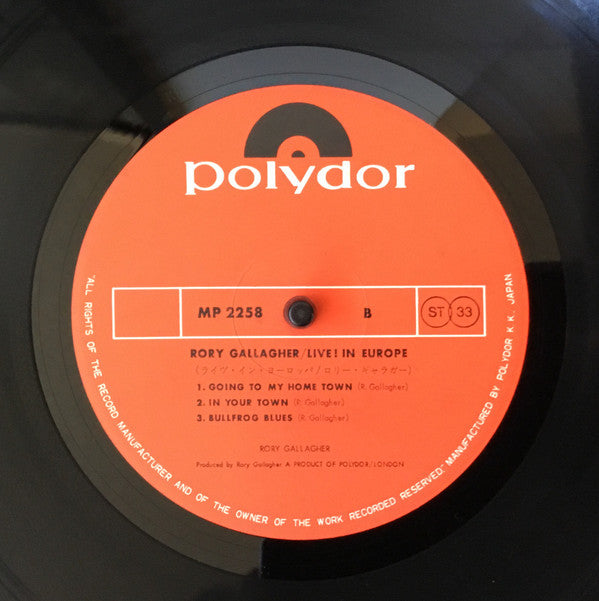 polydor
MP 2258 B ST 33
RORY GALLAGHER/LIVE! IN EUROPE
(ライヴ・イン・ヨーロッパ/ロリー・ギャラガー)
1. GOING TO MY HOME TOWN (R. Gallagher)
2. IN YOUR TOWN (R. Gallagher)
3. BULLFROG BLUES (R. Gallagher)
RORY GALLAGHER
Produced by Rory Gallagher A PRODUCT OF POLYDOR/LONDON
"ALL RIGHTS OF THE RECORD MANUFACTURER AND OF THE OWNER OF THE WORK RECORDED RESERVED." MANUFACTURED BY POLYDOR K.K. JAPAN